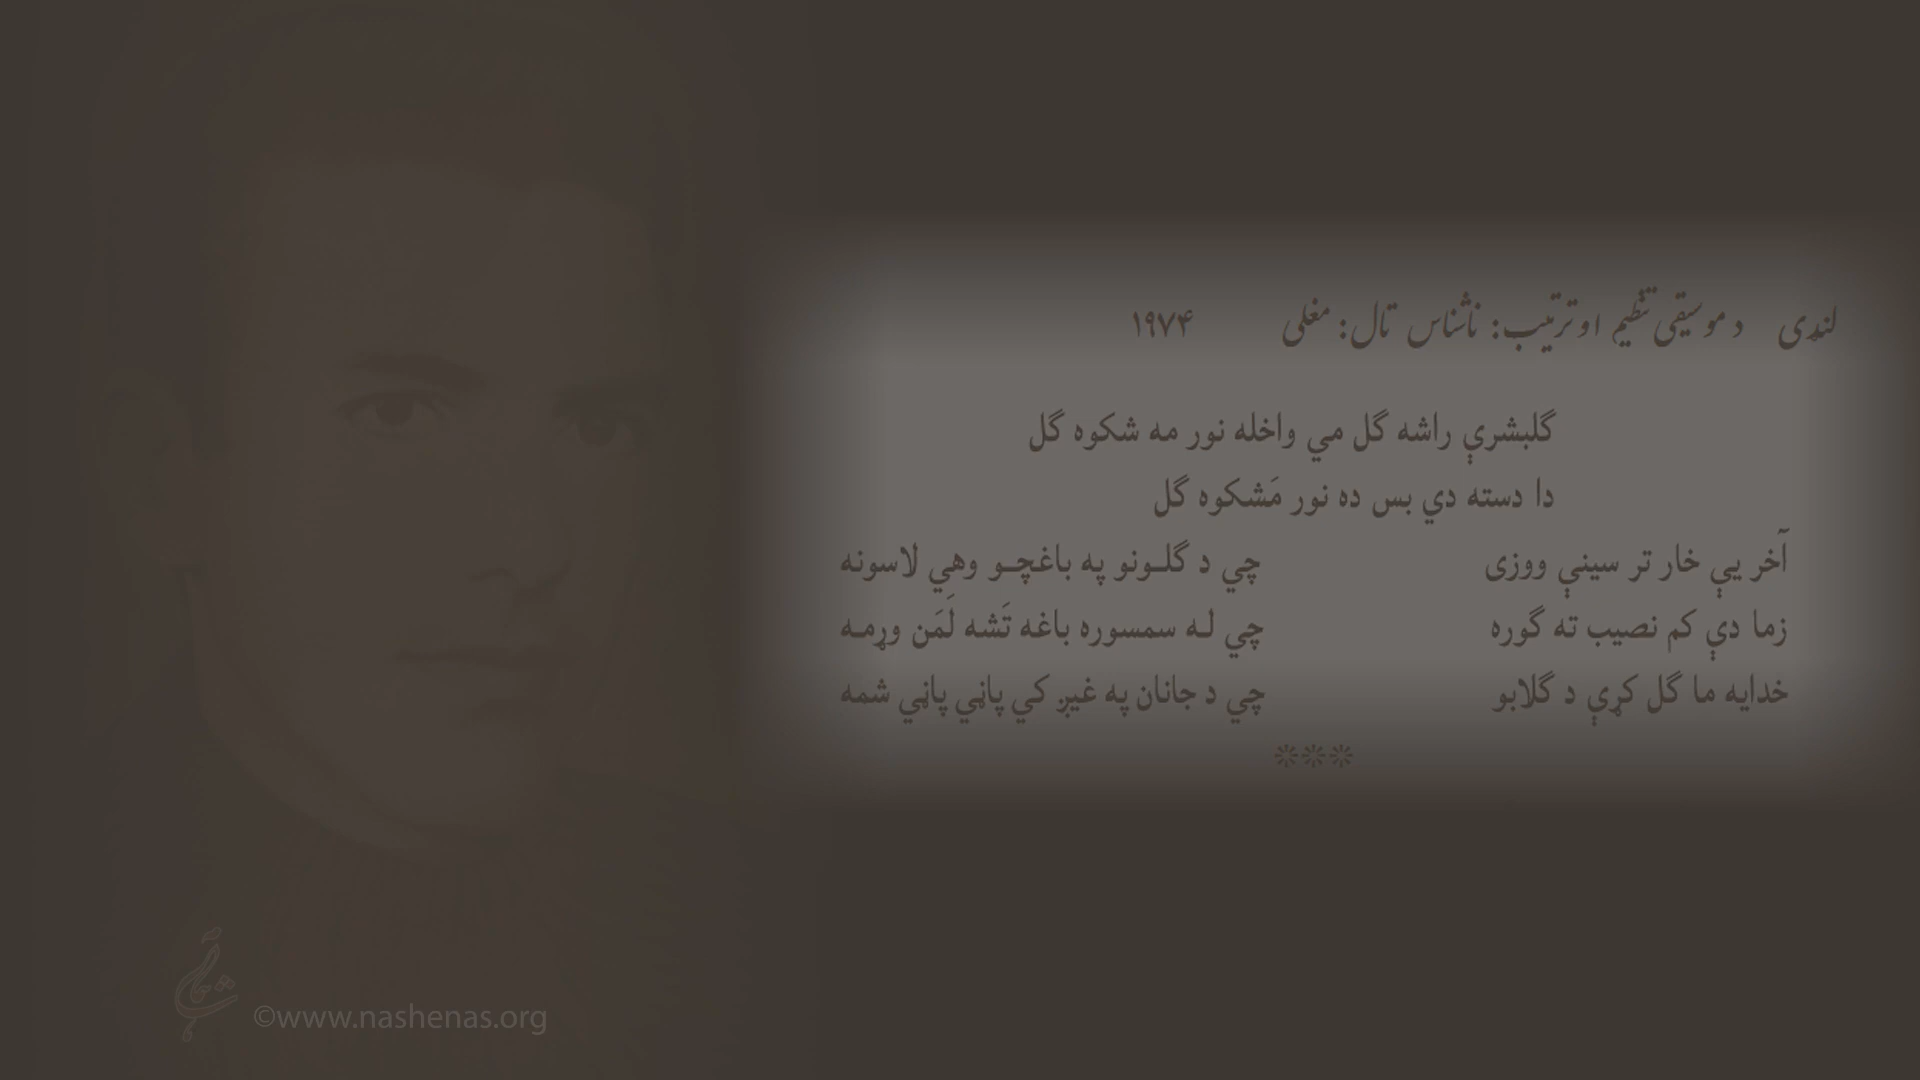 لنډی د موسیقی تنظیم او ترتیب: ناشناس تال: مغلی ۱۹۷۴
گلبشرې راشه گل مي واخله نور مه شکوه گل
دا دسته دي بس ده نور مَشکوه گل
آخر یې خار تر سینې ووزی چي د گلـونو په باغچـو وهي لاسونه
زما دې کم نصیب ته گوره چي لـه سمسوره باغه تَشه لَمَن وړمـه
خدایه ما گل کړې د گلابو چي د جانان په غیږ کي پاڼي پاڼي شمه
***
©www.nashenas.org